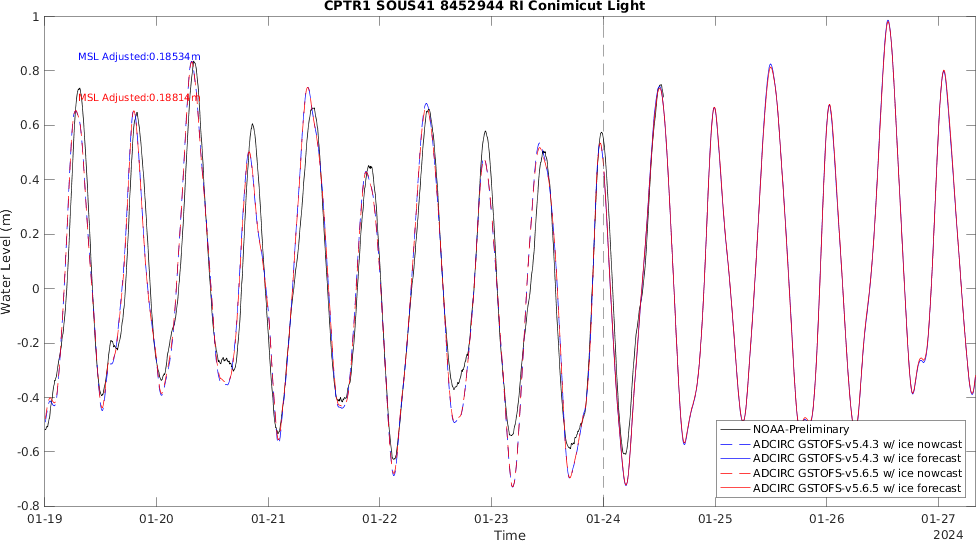 CPTR1 SOUS41 8452944 RI Conimicut Light
1
MSL Adjusted:0.18534m
0.8
MSL Adjusted:0.18814m
0.6
0.4
0.2
0
-0.2
-0.4
-0.6
-0.8
Water Level (m)
NOAA-Preliminary
ADCIRC GSTOFS-v5.4.3 w/ ice nowcast
ADCIRC GSTOFS-v5.4.3 w/ ice forecast
ADCIRC GSTOFS-v5.6.5 w/ ice nowcast
ADCIRC GSTOFS-v5.6.5 w/ ice forecast
01-19 01-20 01-21 01-22 01-23 01-24 01-25 01-26 01-27
Time
2024